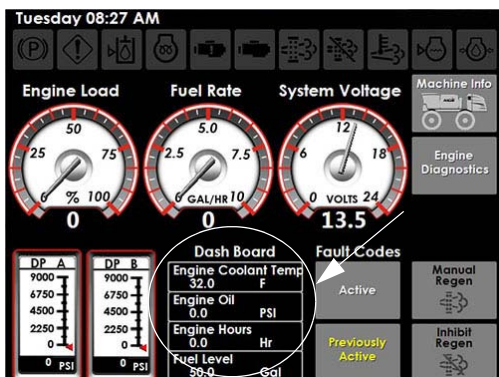 Tuesday 08:27 AM
Engine Load
Fuel Rate
System Voltage
Machine Info
50
25 75
0 % 100
0
5.0
2.5 7.5
0 GAL/HR 10
0
12
6 18
0 VOLTS 24
13.5
Engine
Diagnostics
DP A
9000
6750
4500
2250
0
0 PSI
DP B
9000
6750
4500
2250
0
0 PSI
Dash Board
Engine Coolant Temp
32.0 F
Engine Oil
0.0 PSI
Engine Hours
0.0 Hr
Fuel Level
50.0 Gal
Fault Codes
Active
Previously
Active
Manual
Regen
Inhibit
Regen